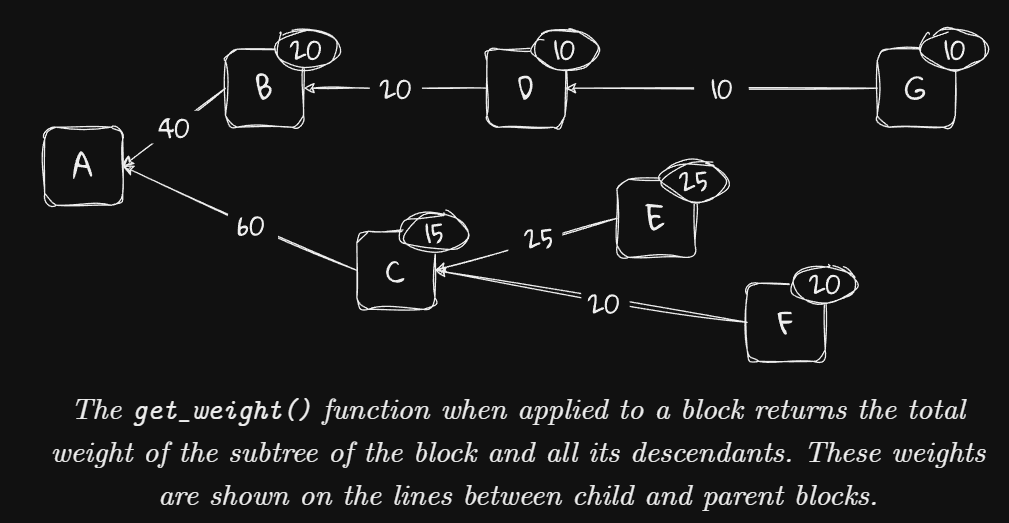 20
10
10
B
20
D
10
G
40
A
25
E
60
15
25
C
20
20
F
The get_weight() function when applied to a block returns the total
weight of the subtree of the block and all its descendants. These weights
are shown on the lines between child and parent blocks.